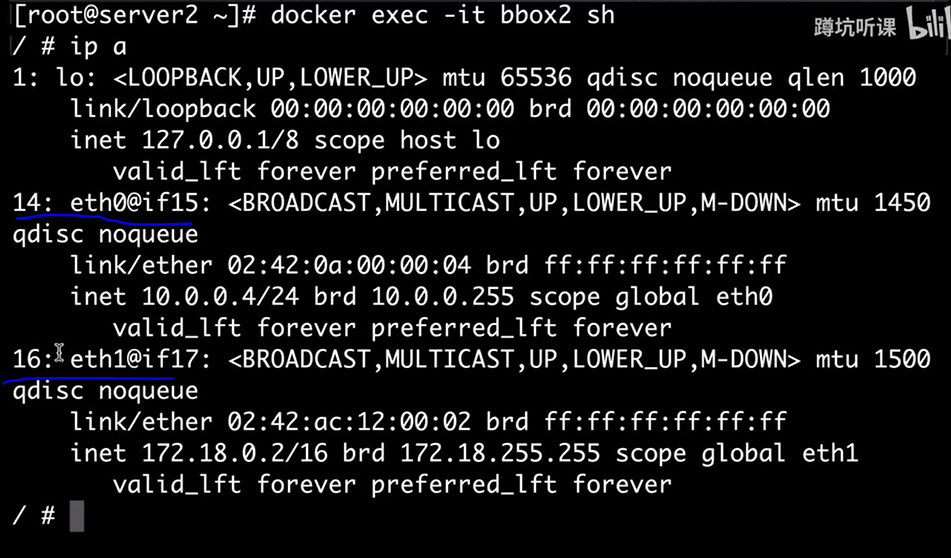 [root@server2 ~]# docker exec -it bbox2 sh
蹲坑听课 bili
/ # ip a
1: lo: <LOOPBACK,UP,LOWER_UP> mtu 65536 qdisc noqueue qlen 1000
    link/loopback 00:00:00:00:00:00 brd 00:00:00:00:00:00
    inet 127.0.0.1/8 scope host lo
       valid_lft forever preferred_lft forever
14: eth0@if15: <BROADCAST,MULTICAST,UP,LOWER_UP,M-DOWN> mtu 1450
qdisc noqueue
    link/ether 02:42:0a:00:00:04 brd ff:ff:ff:ff:ff:ff
    inet 10.0.0.4/24 brd 10.0.0.255 scope global eth0
       valid_lft forever preferred_lft forever
16: eth1@if17: <BROADCAST,MULTICAST,UP,LOWER_UP,M-DOWN> mtu 1500
qdisc noqueue
    link/ether 02:42:ac:12:00:02 brd ff:ff:ff:ff:ff:ff
    inet 172.18.0.2/16 brd 172.18.255.255 scope global eth1
       valid_lft forever preferred_lft forever
/ #